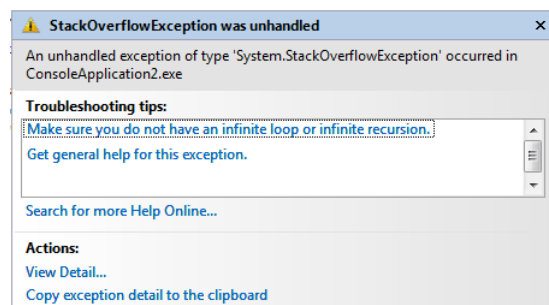 StackOverflowException was unhandled
An unhandled exception of type 'System.StackOverflowException' occurred in
ConsoleApplication2.exe
Troubleshooting tips:
Make sure you do not have an infinite loop or infinite recursion.
Get general help for this exception.
Search for more Help Online...
Actions:
View Detail...
Copy exception detail to the clipboard